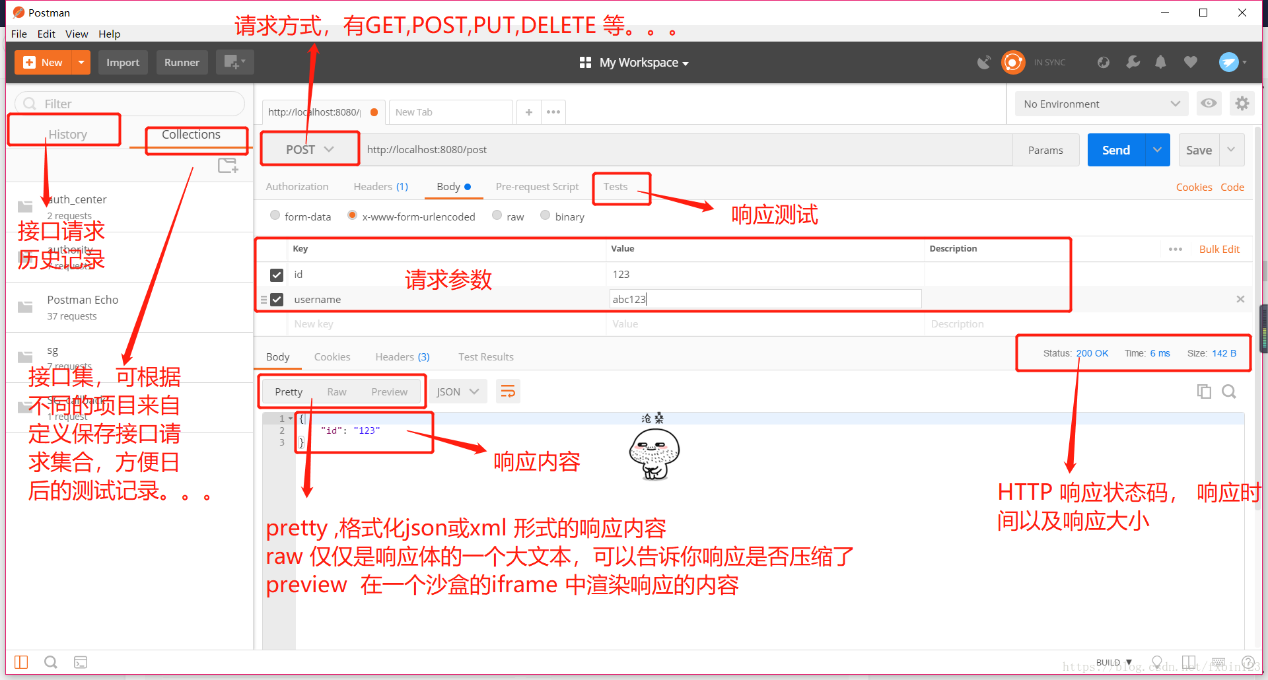 Postman
请求方式，有GET,POST,PUT,DELETE 等。。。
File Edit View Help
New Import Runner My Workspace IN SYNC
Filter
http://localhost:8080/ New Tab + ••• No Environment
History Collections
POST http://localhost:8080/post Params Send Save
Authorization Headers (1) Body Pre-request Script Tests Cookies Code
auth_center
2 requests
form-data x-www-form-urlencoded raw binary
响应测试
接口请求
历史记录
authority
Key Value Description ••• Bulk Edit
id 123
请求参数
username abc123
New key Value Description
Postman Echo
37 requests
sg
7 requests
1 request
接口集，可根据
不同的项目来自
定义保存接口请
求集合，方便日
后的测试记录。。。
Body Cookies Headers (3) Test Results
Status: 200 OK Time: 6 ms Size: 142 B
Pretty Raw Preview JSON
1 {
2 "id": "123"
3 }
沧桑
响应内容
HTTP 响应状态码， 响应时
间以及响应大小
pretty ,格式化json或xml 形式的响应内容
raw 仅仅是响应体的一个大文本，可以告诉你响应是否压缩了
preview 在一个沙盒的iframe 中渲染响应的内容
BUILD